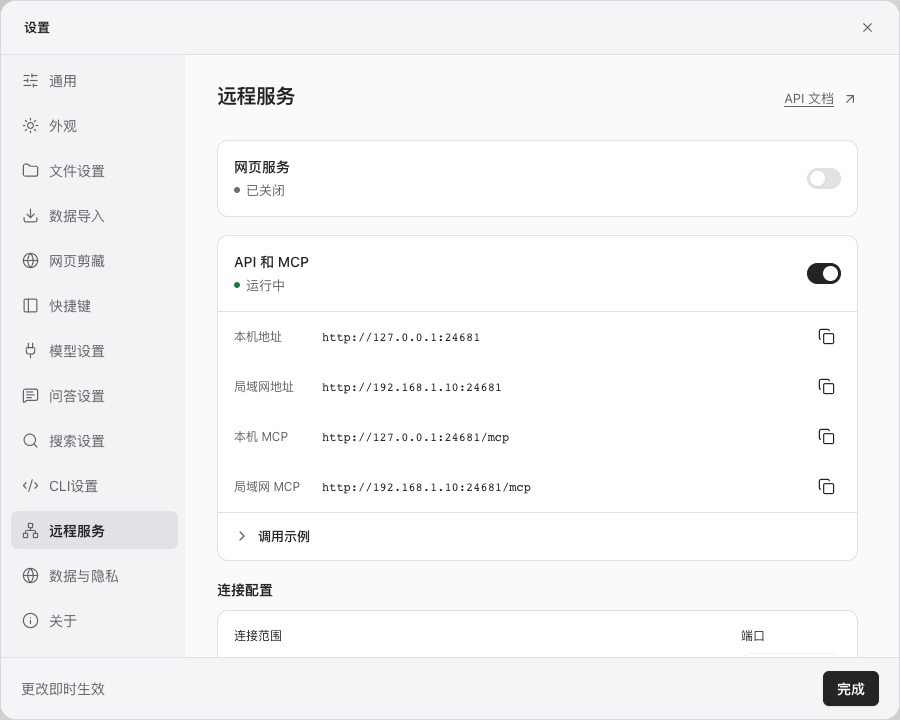 设置
通用
外观
文件设置
数据导入
网页剪藏
快捷键
模型设置
问答设置
搜索设置
CLI设置
远程服务
数据与隐私
关于
远程服务
API 文档
网页服务
已关闭
API 和 MCP
运行中
本机地址 http://127.0.0.1:24681
局域网地址 http://192.168.1.10:24681
本机 MCP http://127.0.0.1:24681/mcp
局域网 MCP http://192.168.1.10:24681/mcp
调用示例
连接配置
连接范围 端口
更改即时生效
完成